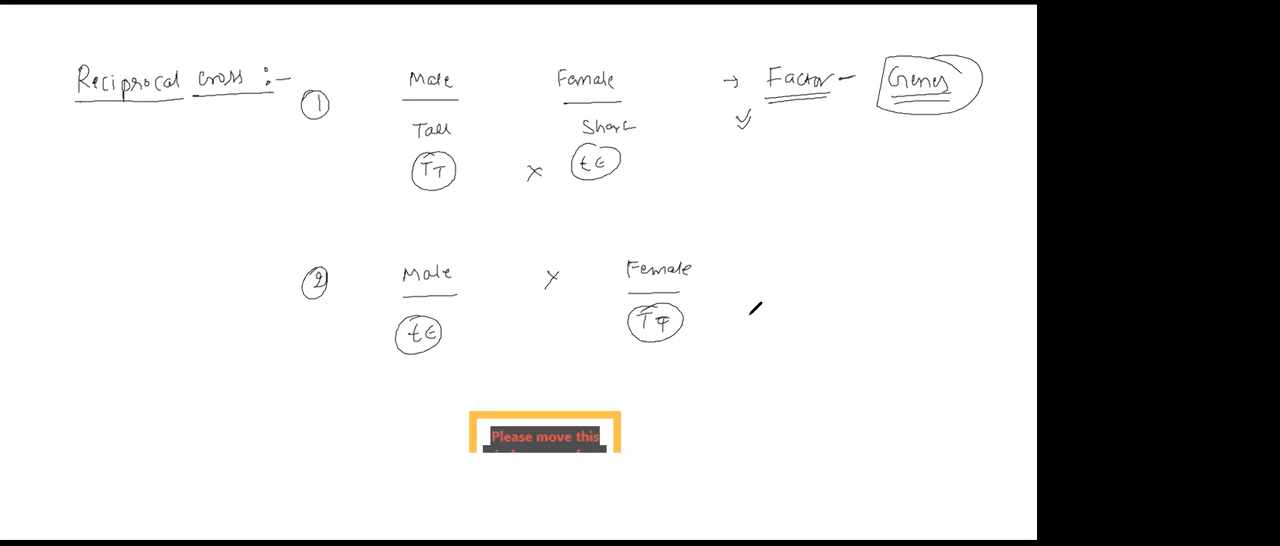 Reciprocal cross :-
① Male Female → Factor - Genes
Tall Short
TT × tt
② Male × Female
tt TT
Please move this